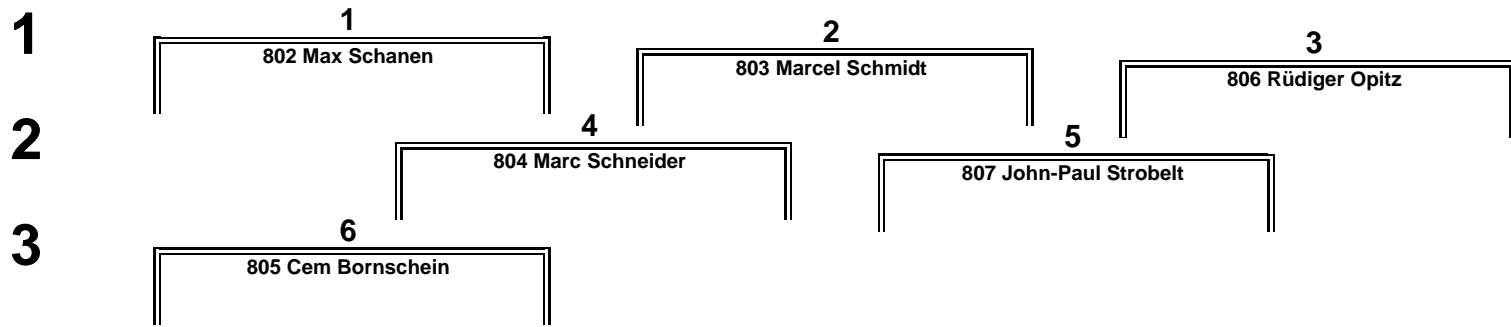 1
1
802 Max Schanen
2
803 Marcel Schmidt
3
806 Rüdiger Opitz
2
4
804 Marc Schneider
5
807 John-Paul Strobelt
3
6
805 Cem Bornschein